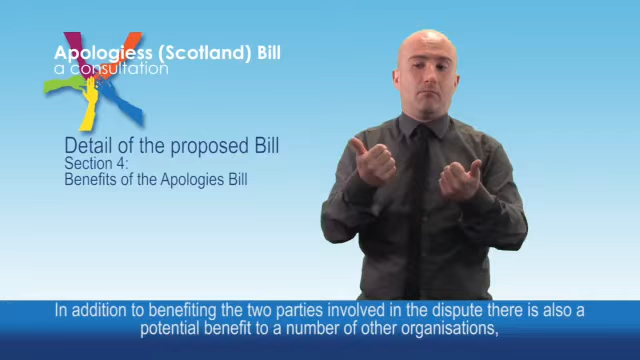 Apologiess (Scotland) Bill
a consultation
Detail of the proposed Bill
Section 4:
Benefits of the Apologies Bill
In addition to benefiting the two parties involved in the dispute there is also a
potential benefit to a number of other organisations,